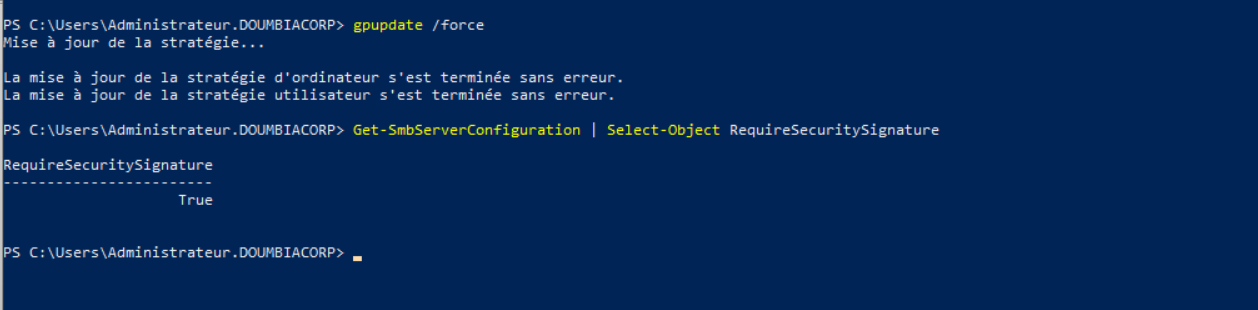 PS C:\Users\Administrateur.DOUMBIACORP> gpupdate /force
Mise à jour de la stratégie...
La mise à jour de la stratégie d'ordinateur s'est terminée sans erreur.
La mise à jour de la stratégie utilisateur s'est terminée sans erreur.
PS C:\Users\Administrateur.DOUMBIACORP> Get-SmbServerConfiguration | Select-Object RequireSecuritySignature
RequireSecuritySignature
------------------------
True
PS C:\Users\Administrateur.DOUMBIACORP>